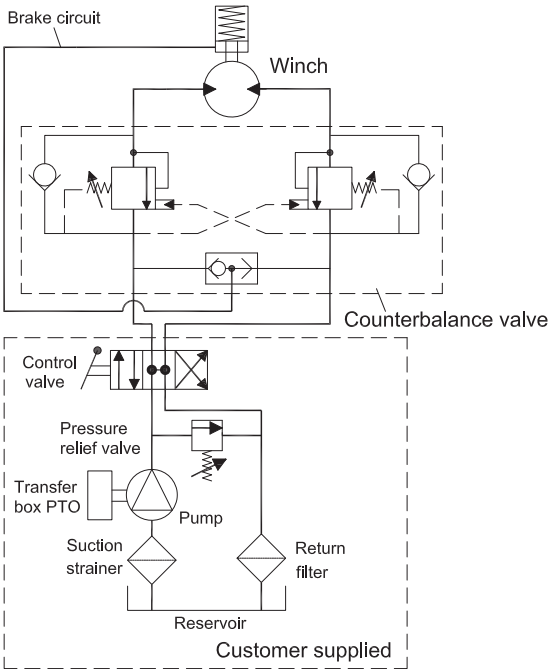 Brake circuit
Winch
Counterbalance valve
Control
valve
Pressure
relief valve
Transfer
box PTO
Pump
Suction
strainer
Return
filter
Reservoir
Customer supplied